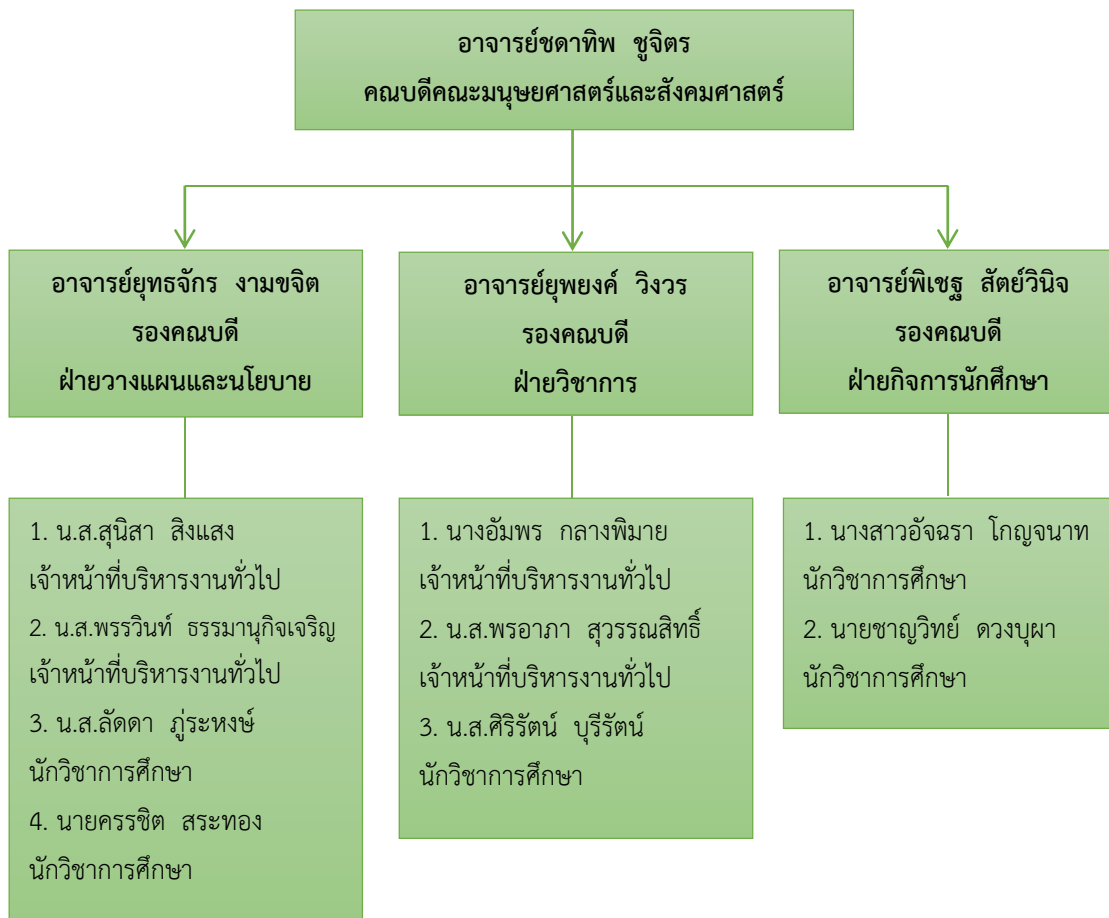 อาจารย์ชดาทิพ ชูจิตร
คณบดีคณะมนุษยศาสตร์และสังคมศาสตร์
อาจารย์ยุทธจักร งามขจิต
รองคณบดี
ฝ่ายวางแผนและนโยบาย
อาจารย์ยุพยงค์ วิงวร
รองคณบดี
ฝ่ายวิชาการ
อาจารย์พิเชฐ สัตย์วินิจ
รองคณบดี
ฝ่ายกิจการนักศึกษา
1. น.ส.สุนิสา สิงแสง
เจ้าหน้าที่บริหารงานทั่วไป
2. น.ส.พรรวินท์ ธรรมานุกิจเจริญ
เจ้าหน้าที่บริหารงานทั่วไป
3. น.ส.ลัดดา ภู่ระหงษ์
นักวิชาการศึกษา
4. นายครรชิต สระทอง
นักวิชาการศึกษา
1. นางอัมพร กลางพิมาย
เจ้าหน้าที่บริหารงานทั่วไป
2. น.ส.พรอาภา สุวรรณสิทธิ์
เจ้าหน้าที่บริหารงานทั่วไป
3. น.ส.ศิริรัตน์ บุรีรัตน์
นักวิชาการศึกษา
1. นางสาวอัจฉรา โกญจนาท
นักวิชาการศึกษา
2. นายชาญวิทย์ ดวงบุผา
นักวิชาการศึกษา